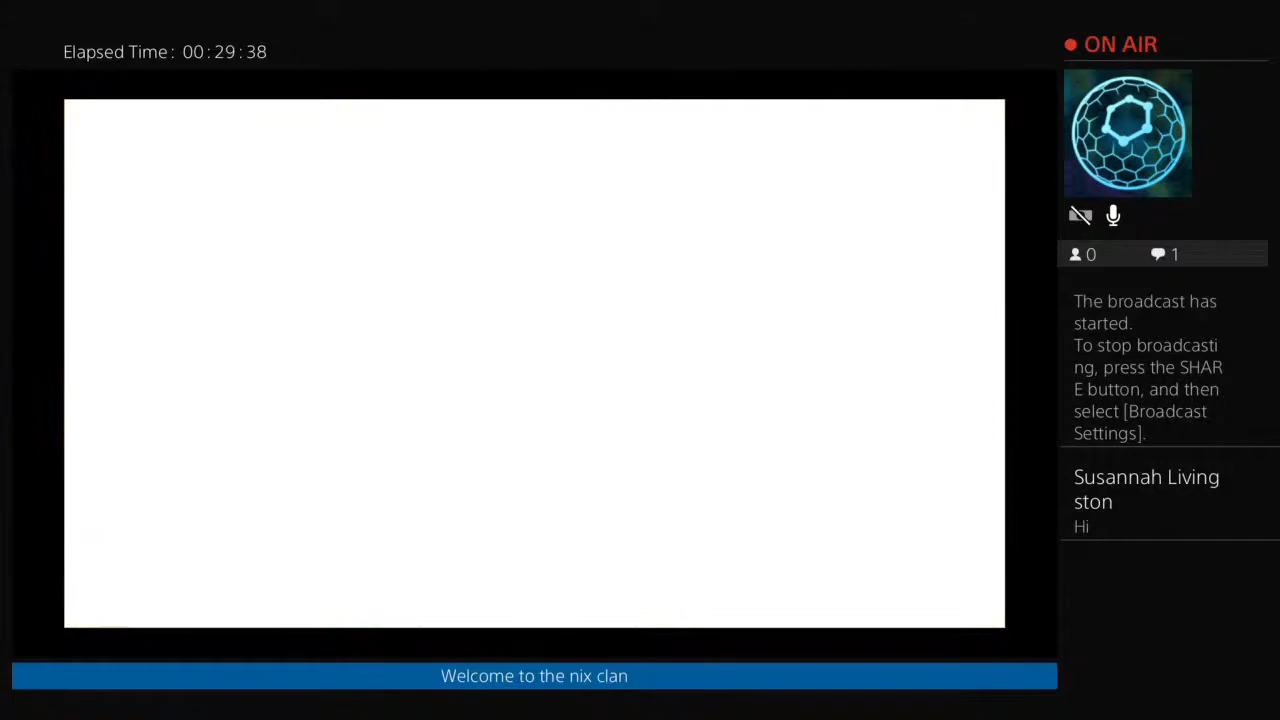 Elapsed Time: 00:29:38
ON AIR
0 1
The broadcast has
started.
To stop broadcasti
ng, press the SHAR
E button, and then
select [Broadcast
Settings].
Susannah Living
ston
Hi
Welcome to the nix clan